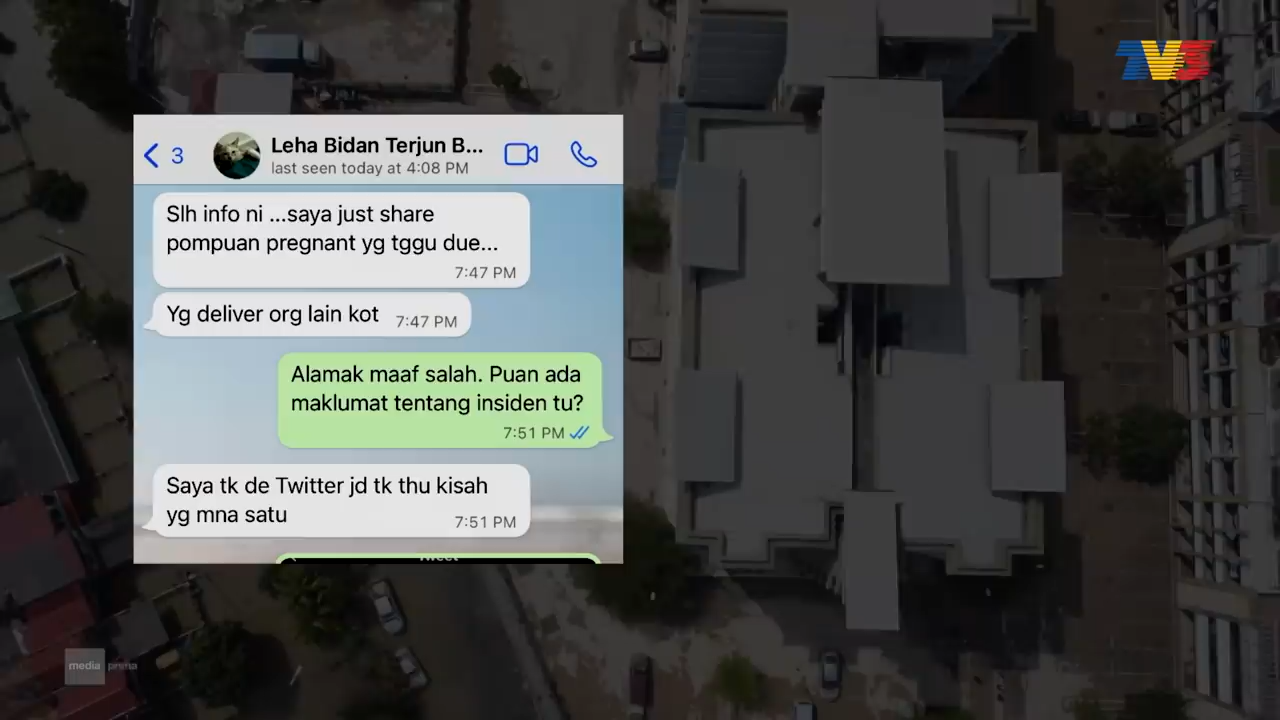 TV3
3
Leha Bidan Terjun B...
last seen today at 4:08 PM
Slh info ni ...saya just share
pompuan pregnant yg tggu due...
7:47 PM
Yg deliver org lain kot
7:47 PM
Alamak maaf salah. Puan ada
maklumat tentang insiden tu?
7:51 PM
Saya tk de Twitter jd tk thu kisah
yg mna satu
7:51 PM
Tweet
media prima